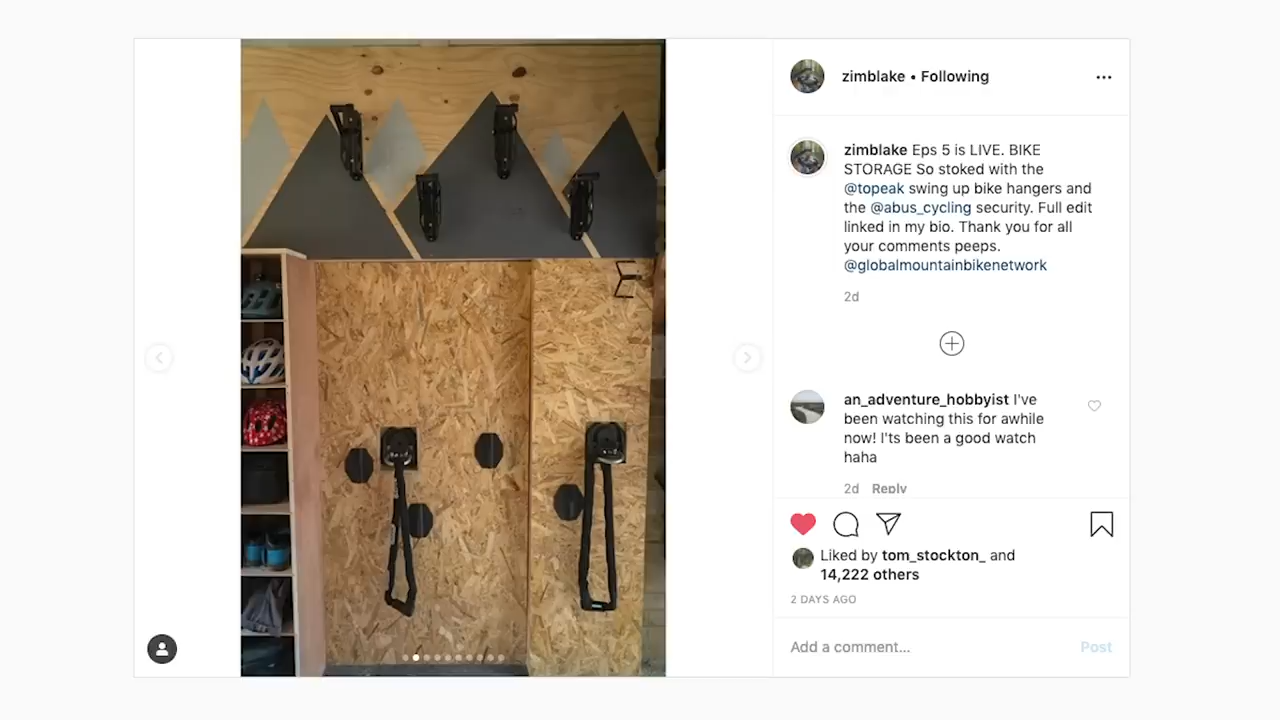 zimblake • Following
zimblake Eps 5 is LIVE. BIKE
STORAGE So stoked with the
@topeak swing up bike hangers and
the @abus_cycling security. Full edit
linked in my bio. Thank you for all
your comments peeps.
@globalmountainbikenetwork
2d
an_adventure_hobbyist I've
been watching this for awhile
now! I'ts been a good watch
haha
2d Reply
Liked by tom_stockton_ and
14,222 others
2 DAYS AGO
Add a comment... Post